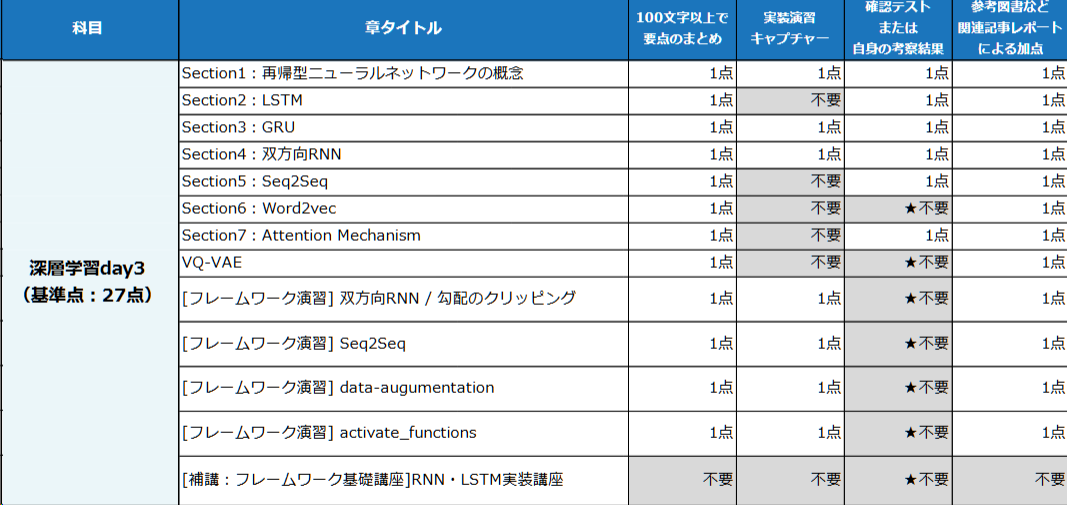 科目 章タイトル 100文字以上で要点のまとめ 実装演習キャプチャー 確認テストまたは自身の考察結果 参考図書など関連記事レポートによる加点
深層学習day3
（基準点：27点）
Section1：再帰型ニューラルネットワークの概念 1点 1点 1点 1点
Section2：LSTM 1点 不要 1点 1点
Section3：GRU 1点 1点 1点 1点
Section4：双方向RNN 1点 1点 1点 1点
Section5：Seq2Seq 1点 不要 1点 1点
Section6：Word2vec 1点 不要 ★不要 1点
Section7：Attention Mechanism 1点 不要 1点 1点
VQ-VAE 1点 不要 ★不要 1点
[フレームワーク演習] 双方向RNN / 勾配のクリッピング 1点 1点 ★不要 1点
[フレームワーク演習] Seq2Seq 1点 1点 ★不要 1点
[フレームワーク演習] data-augumentation 1点 1点 ★不要 1点
[フレームワーク演習] activate_functions 1点 1点 ★不要 1点
[補講：フレームワーク基礎講座]RNN・LSTM実装講座 不要 不要 ★不要 不要